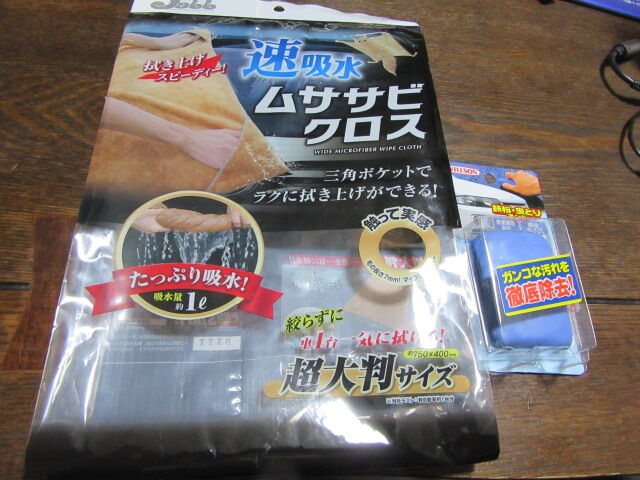 拭き上げ
スピーディー!
速吸水
ムササビ
クロス
WIDE MICROFIBER WIPE CLOTH
三角ポケットで
ラクに拭き上げができる!
触って実感
たっぷり吸水!
吸水量
約1ℓ
絞らずに
車1台一気に拭ける!
超大判サイズ
約750×400mm
WILLSON
鉄粉・虫とり
ガンコな汚れを
徹底除去!